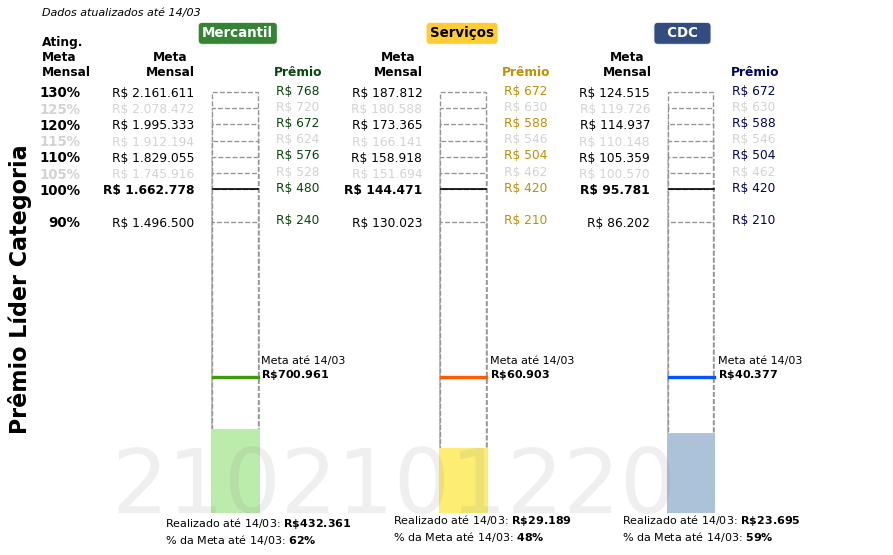 Dados atualizados até 14/03
Mercantil Serviços CDC
Ating. Meta Mensal Meta Mensal Prêmio Meta Mensal Prêmio Meta Mensal Prêmio
130% R$ 2.161.611 R$ 768 R$ 187.812 R$ 672 R$ 124.515 R$ 672
125% R$ 2.078.472 R$ 720 R$ 180.588 R$ 630 R$ 119.726 R$ 630
120% R$ 1.995.333 R$ 672 R$ 173.365 R$ 588 R$ 114.937 R$ 588
115% R$ 1.912.194 R$ 624 R$ 166.141 R$ 546 R$ 110.148 R$ 546
110% R$ 1.829.055 R$ 576 R$ 158.918 R$ 504 R$ 105.359 R$ 504
105% R$ 1.745.916 R$ 528 R$ 151.694 R$ 462 R$ 100.570 R$ 462
100% R$ 1.662.778 R$ 480 R$ 144.471 R$ 420 R$ 95.781 R$ 420
90% R$ 1.496.500 R$ 240 R$ 130.023 R$ 210 R$ 86.202 R$ 210
Prêmio Líder Categoria
Meta até 14/03 Meta até 14/03 Meta até 14/03
R$700.961 R$60.903 R$40.377
2102101220
Realizado até 14/03: R$432.361 Realizado até 14/03: R$29.189 Realizado até 14/03: R$23.695
% da Meta até 14/03: 62% % da Meta até 14/03: 48% % da Meta até 14/03: 59%